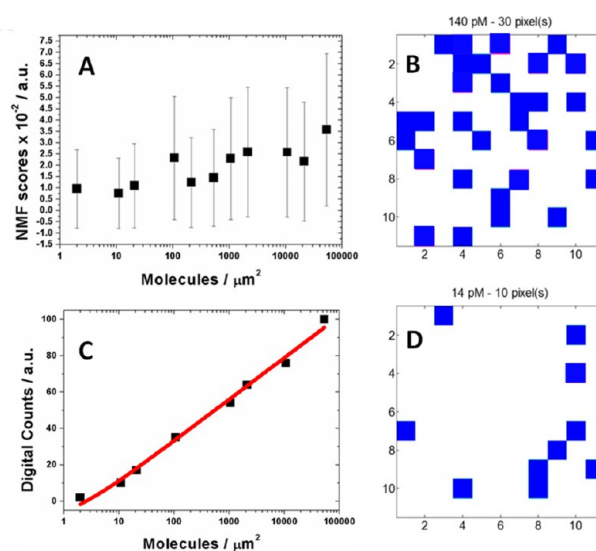 A
NMF scores x 10⁻² / a.u.
7.5
7.0
6.5
6.0
5.5
5.0
4.5
4.0
3.5
3.0
2.5
2.0
1.5
1.0
0.5
0.0
-0.5
-1.0
-1.5
1 10 100 1000 10000 100000
Molecules / μm²
140 pM - 30 pixel(s)
B
2
4
6
8
10
2 4 6 8 10
C
Digital Counts / a.u.
100
80
60
40
20
0
1 10 100 1000 10000 100000
Molecules / μm²
14 pM - 10 pixel(s)
D
2
4
6
8
10
2 4 6 8 10